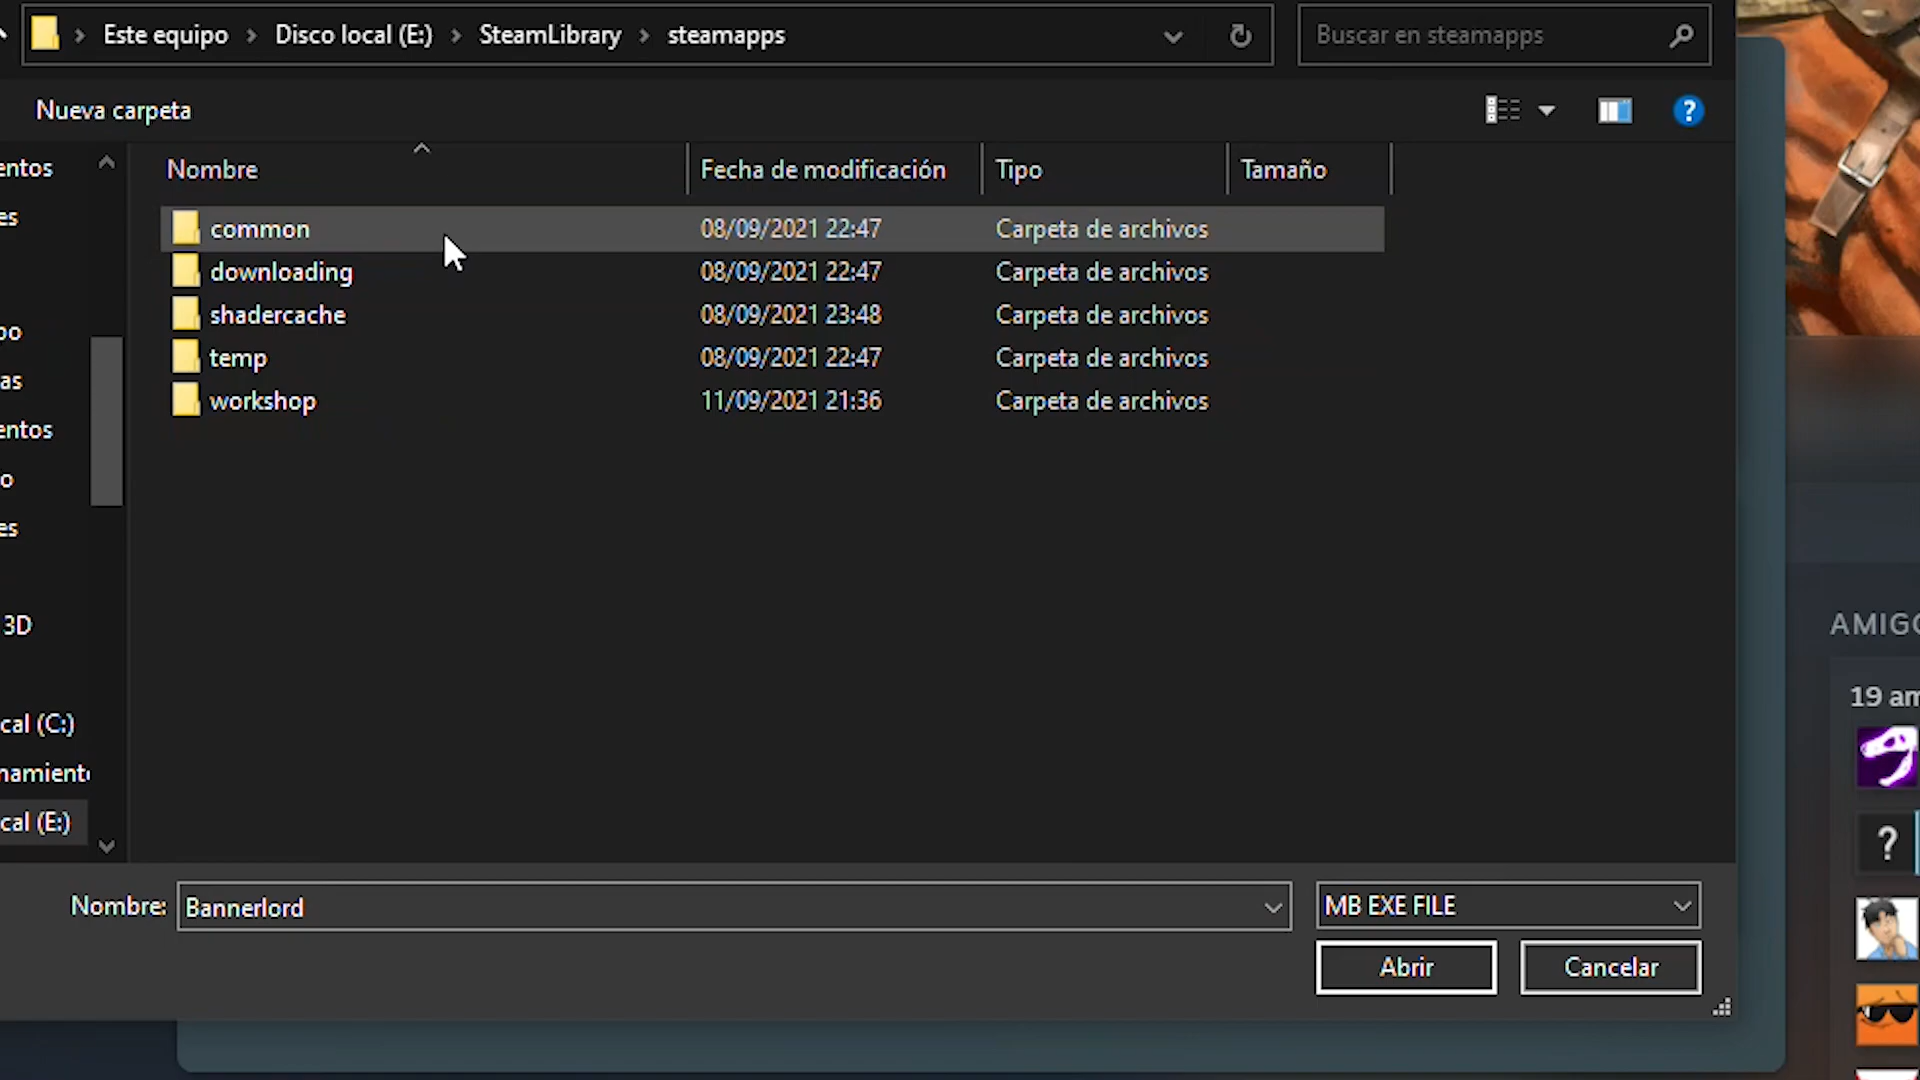 Este equipo > Disco local (E:) > SteamLibrary > steamapps
Buscar en steamapps
Nueva carpeta
Nombre Fecha de modificación Tipo Tamaño
common 08/09/2021 22:47 Carpeta de archivos
downloading 08/09/2021 22:47 Carpeta de archivos
shadercache 08/09/2021 23:48 Carpeta de archivos
temp 08/09/2021 22:47 Carpeta de archivos
workshop 11/09/2021 21:36 Carpeta de archivos
entos
es
as
entos
o
es
3D
cal (C:)
cal (E:)
Nombre: Bannerlord
MB EXE FILE
Abrir Cancelar
AMIGO
19 am
?